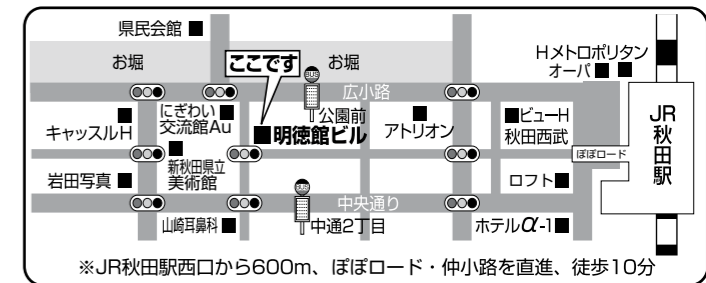 県民会館
Hメトロポリタン
オーパ
お堀
ここです
お堀
BUS
広小路
にぎわい
交流館Au
公園前
キャッスルH
明徳館ビル
アトリオン
ビューH
秋田西武
JR
秋
田
駅
ぽぽロード
新秋田県立
美術館
岩田写真
ロフト
BUS
中央通り
山崎耳鼻科
中通2丁目
ホテルα-1
※JR秋田駅西口から600m、ぽぽロード・仲小路を直進、徒歩10分